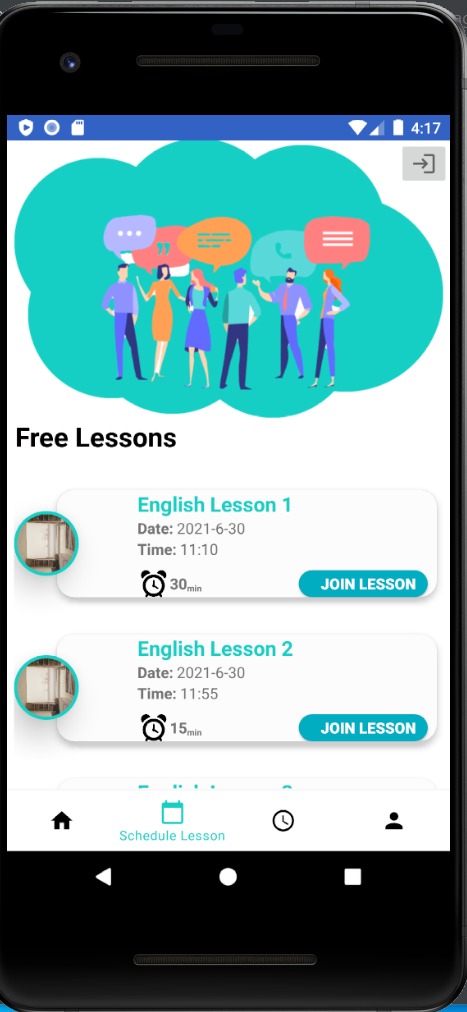 4:17
Free Lessons
English Lesson 1
Date: 2021-6-30
Time: 11:10
30min
JOIN LESSON
English Lesson 2
Date: 2021-6-30
Time: 11:55
15min
JOIN LESSON
Schedule Lesson